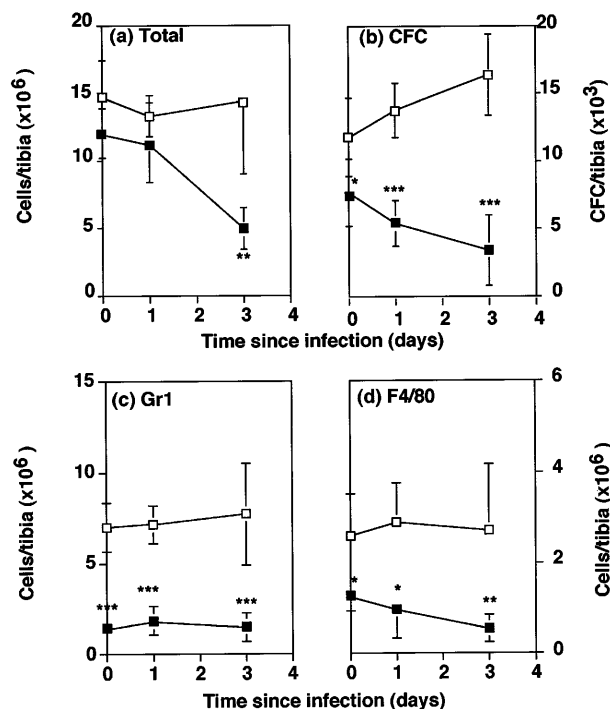 (a) Total
(b) CFC
20
15
10
5
0
Cells/tibia (x10⁶)
**
20
15
10
5
0
CFC/tibia (x10³)
*
***
***
0 1 2 3 4
0 1 2 3 4
Time since infection (days)
(c) Gr1
(d) F4/80
15
10
5
0
Cells/tibia (x10⁶)
***
***
***
6
4
2
0
Cells/tibia (x10⁶)
*
*
**
0 1 2 3 4
0 1 2 3 4
Time since infection (days)